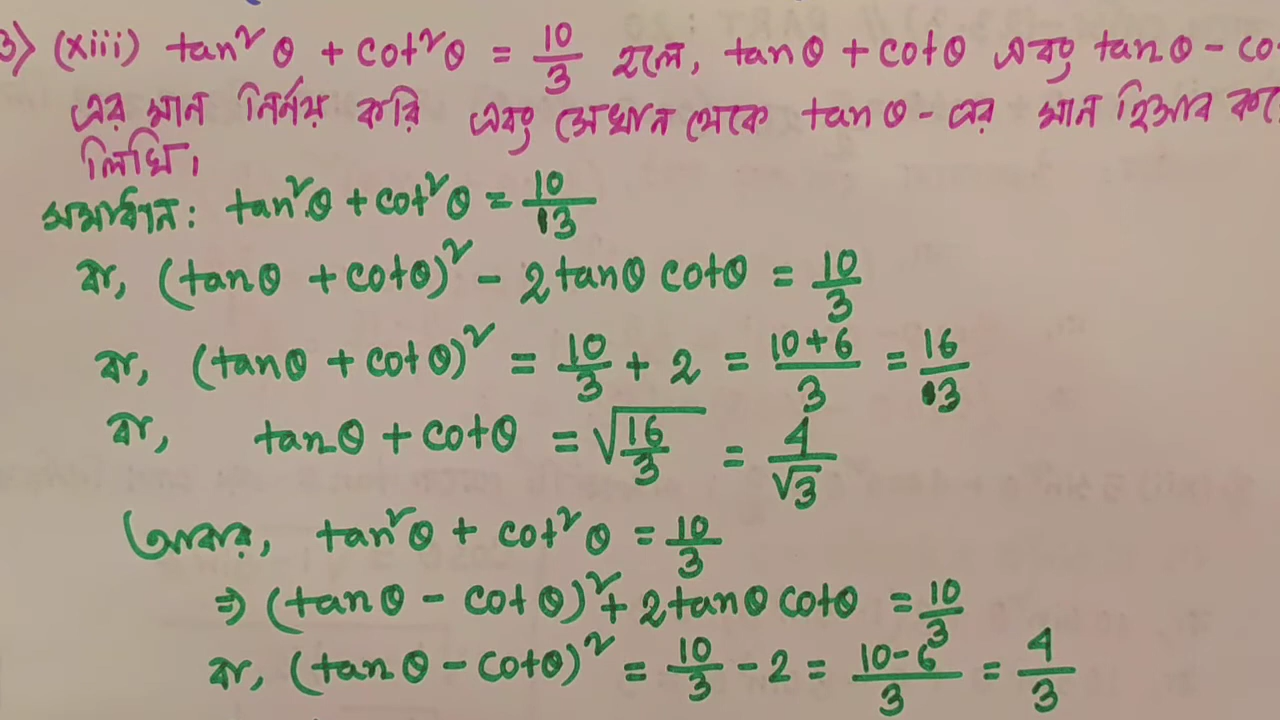 3) (xiii) tan²θ + cot²θ = 10/3 হলে, tanθ + cotθ এবং tanθ - co
এর মান নির্নয় করি এবং সেখান থেকে tanθ-এর মান হিসাব করে
লিখি।
সমাধান: tan²θ + cot²θ = 10/3
বা, (tanθ + cotθ)² - 2tanθ cotθ = 10/3
বা, (tanθ + cotθ)² = 10/3 + 2 = (10+6)/3 = 16/3
বা, tanθ + cotθ = √(16/3) = 4/√3
আবার, tan²θ + cot²θ = 10/3
⇒ (tanθ - cotθ)² + 2tanθ cotθ = 10/3
বা, (tanθ - cotθ)² = 10/3 - 2 = (10-6)/3 = 4/3